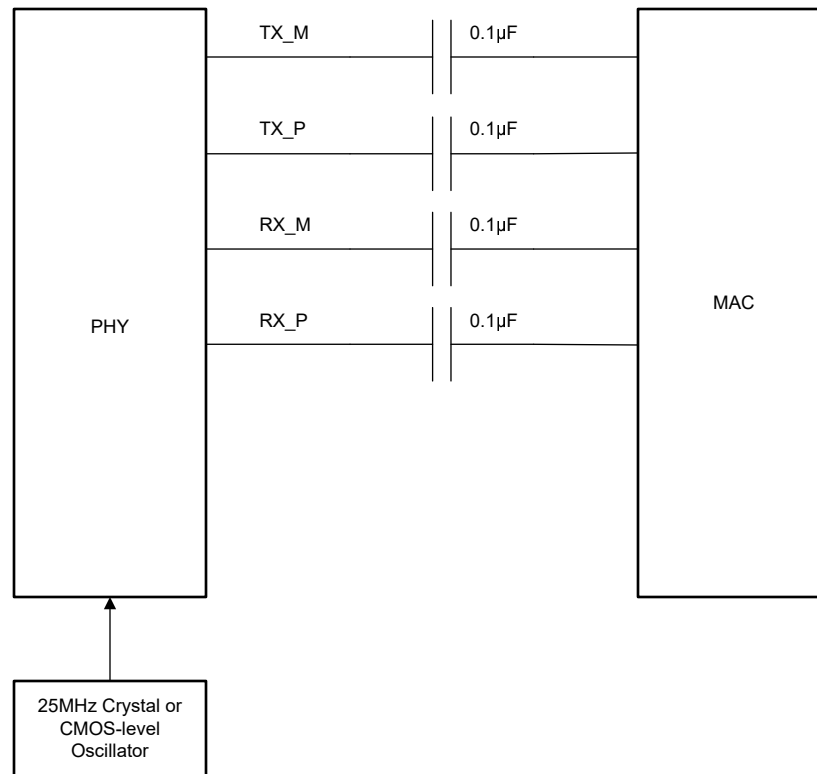 TX_M
0.1µF
TX_P
0.1µF
RX_M
0.1µF
RX_P
0.1µF
PHY
MAC
25MHz Crystal or
CMOS-level
Oscillator